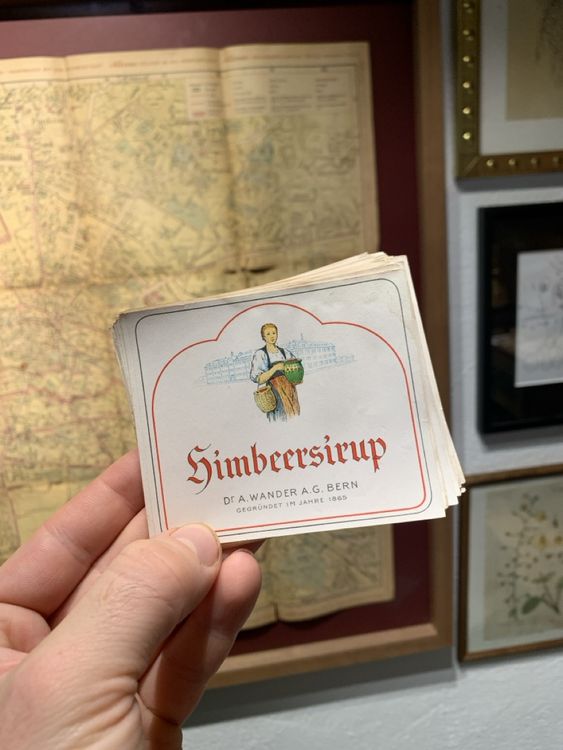 Himbeersirup
Dr A. WANDER A.G. BERN
GEGRÜNDET IM JAHRE 1865